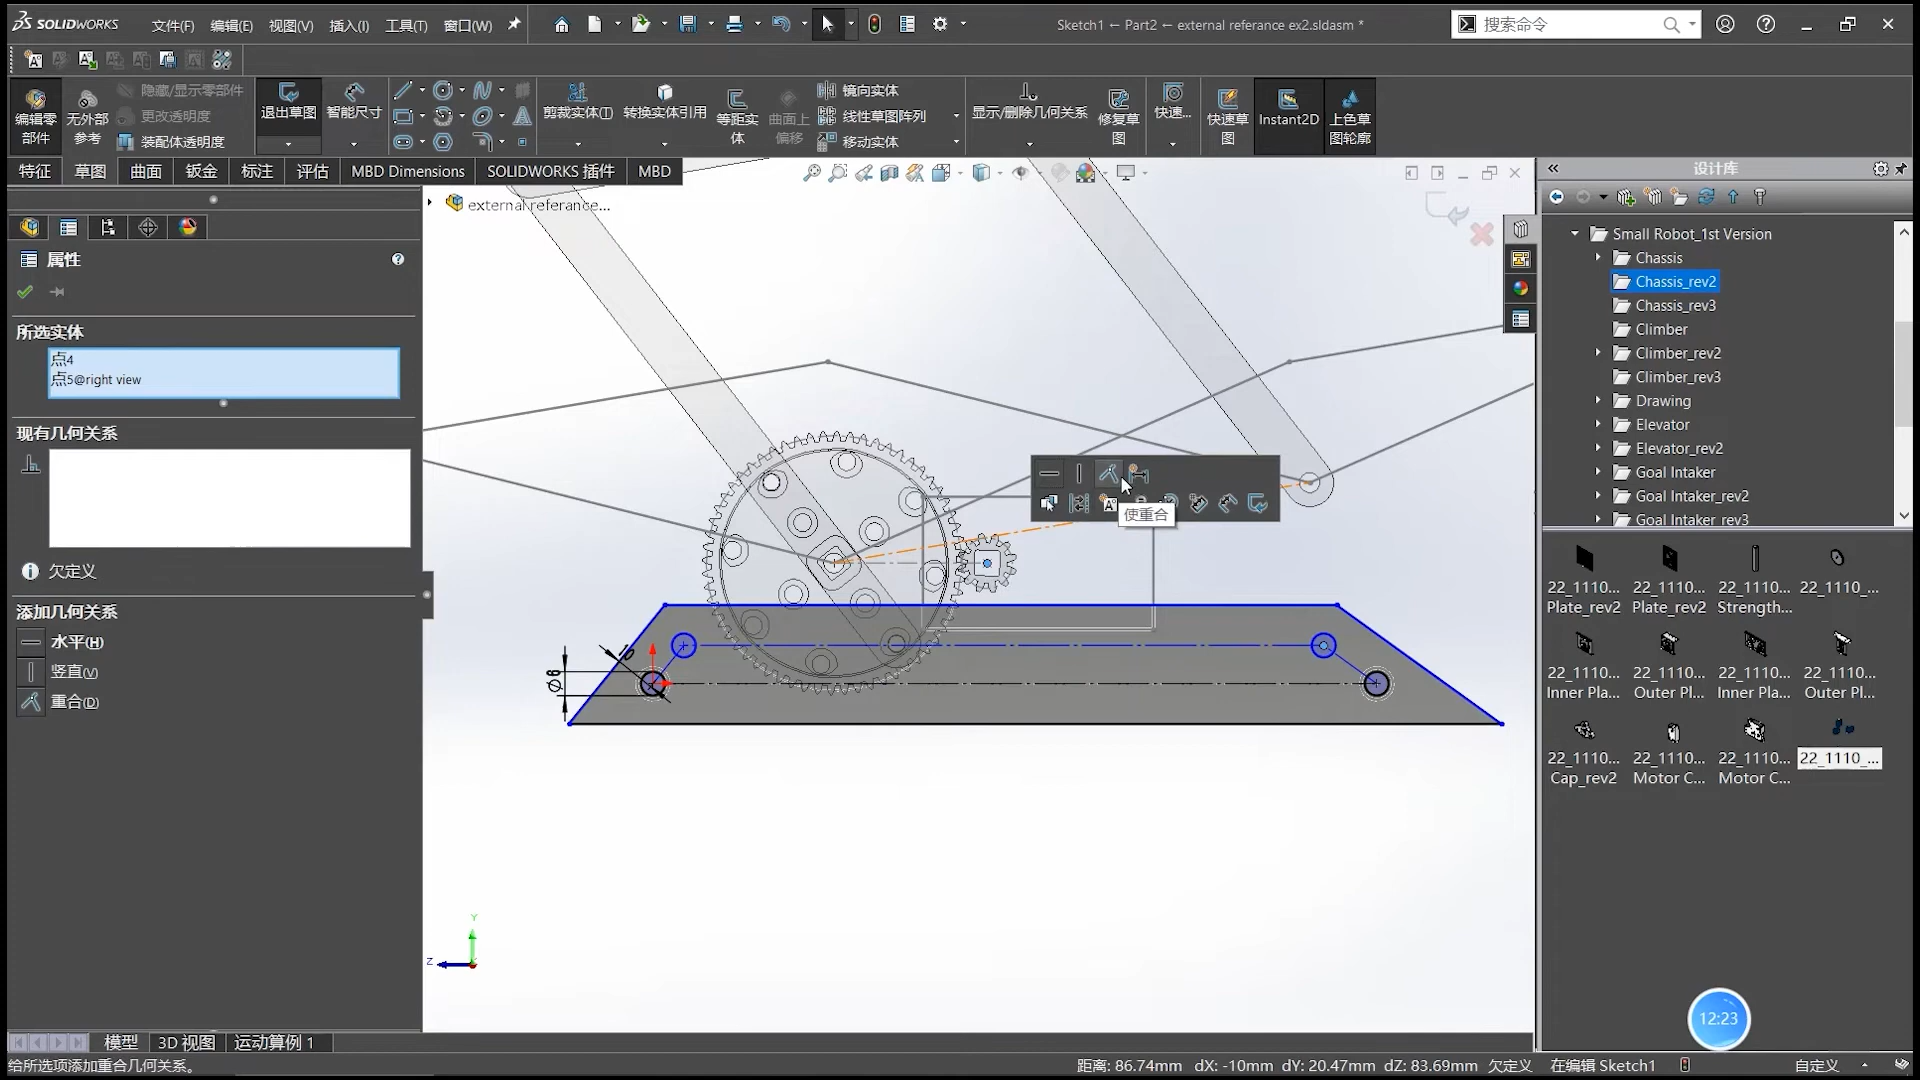 SOLIDWORKS
文件(F)
编辑(E)
视图(V)
插入(I)
工具(T)
窗口(W)
Sketch1 ← Part2 ← external referance ex2.sldasm *
搜索命令
编辑零部件
无外部参考
隐藏/显示零部件
更改透明度
装配体透明度
退出草图
智能尺寸
剪裁实体(T)
转换实体引用
等距实体
曲面上偏移
镜向实体
线性草图阵列
移动实体
显示/删除几何关系
修复草图
快速...
快速草图
Instant2D
上色草图轮廓
特征
草图
曲面
钣金
标注
评估
MBD Dimensions
SOLIDWORKS 插件
MBD
external referance...
属性
所选实体
点4
点5@right view
现有几何关系
欠定义
添加几何关系
水平(H)
竖直(V)
重合(D)
使重合
10
Ø8
Y
Z
设计库
Small Robot_1st Version
Chassis
Chassis_rev2
Chassis_rev3
Climber
Climber_rev2
Climber_rev3
Drawing
Elevator
Elevator_rev2
Goal Intaker
Goal Intaker_rev2
Goal Intaker_rev3
22_1110...
Plate_rev2
22_1110...
Plate_rev2
22_1110...
Strength...
22_1110_...
22_1110...
Inner Pla...
22_1110...
Outer Pl...
22_1110...
Inner Pla...
22_1110...
Outer Pl...
22_1110...
Cap_rev2
22_1110...
Motor C...
22_1110...
Motor C...
22_1110_...
12:23
模型
3D 视图
运动算例 1
给所选项添加重合几何关系。
距离: 86.74mm
dX: -10mm
dY: 20.47mm
dZ: 83.69mm
欠定义
在编辑 Sketch1
自定义